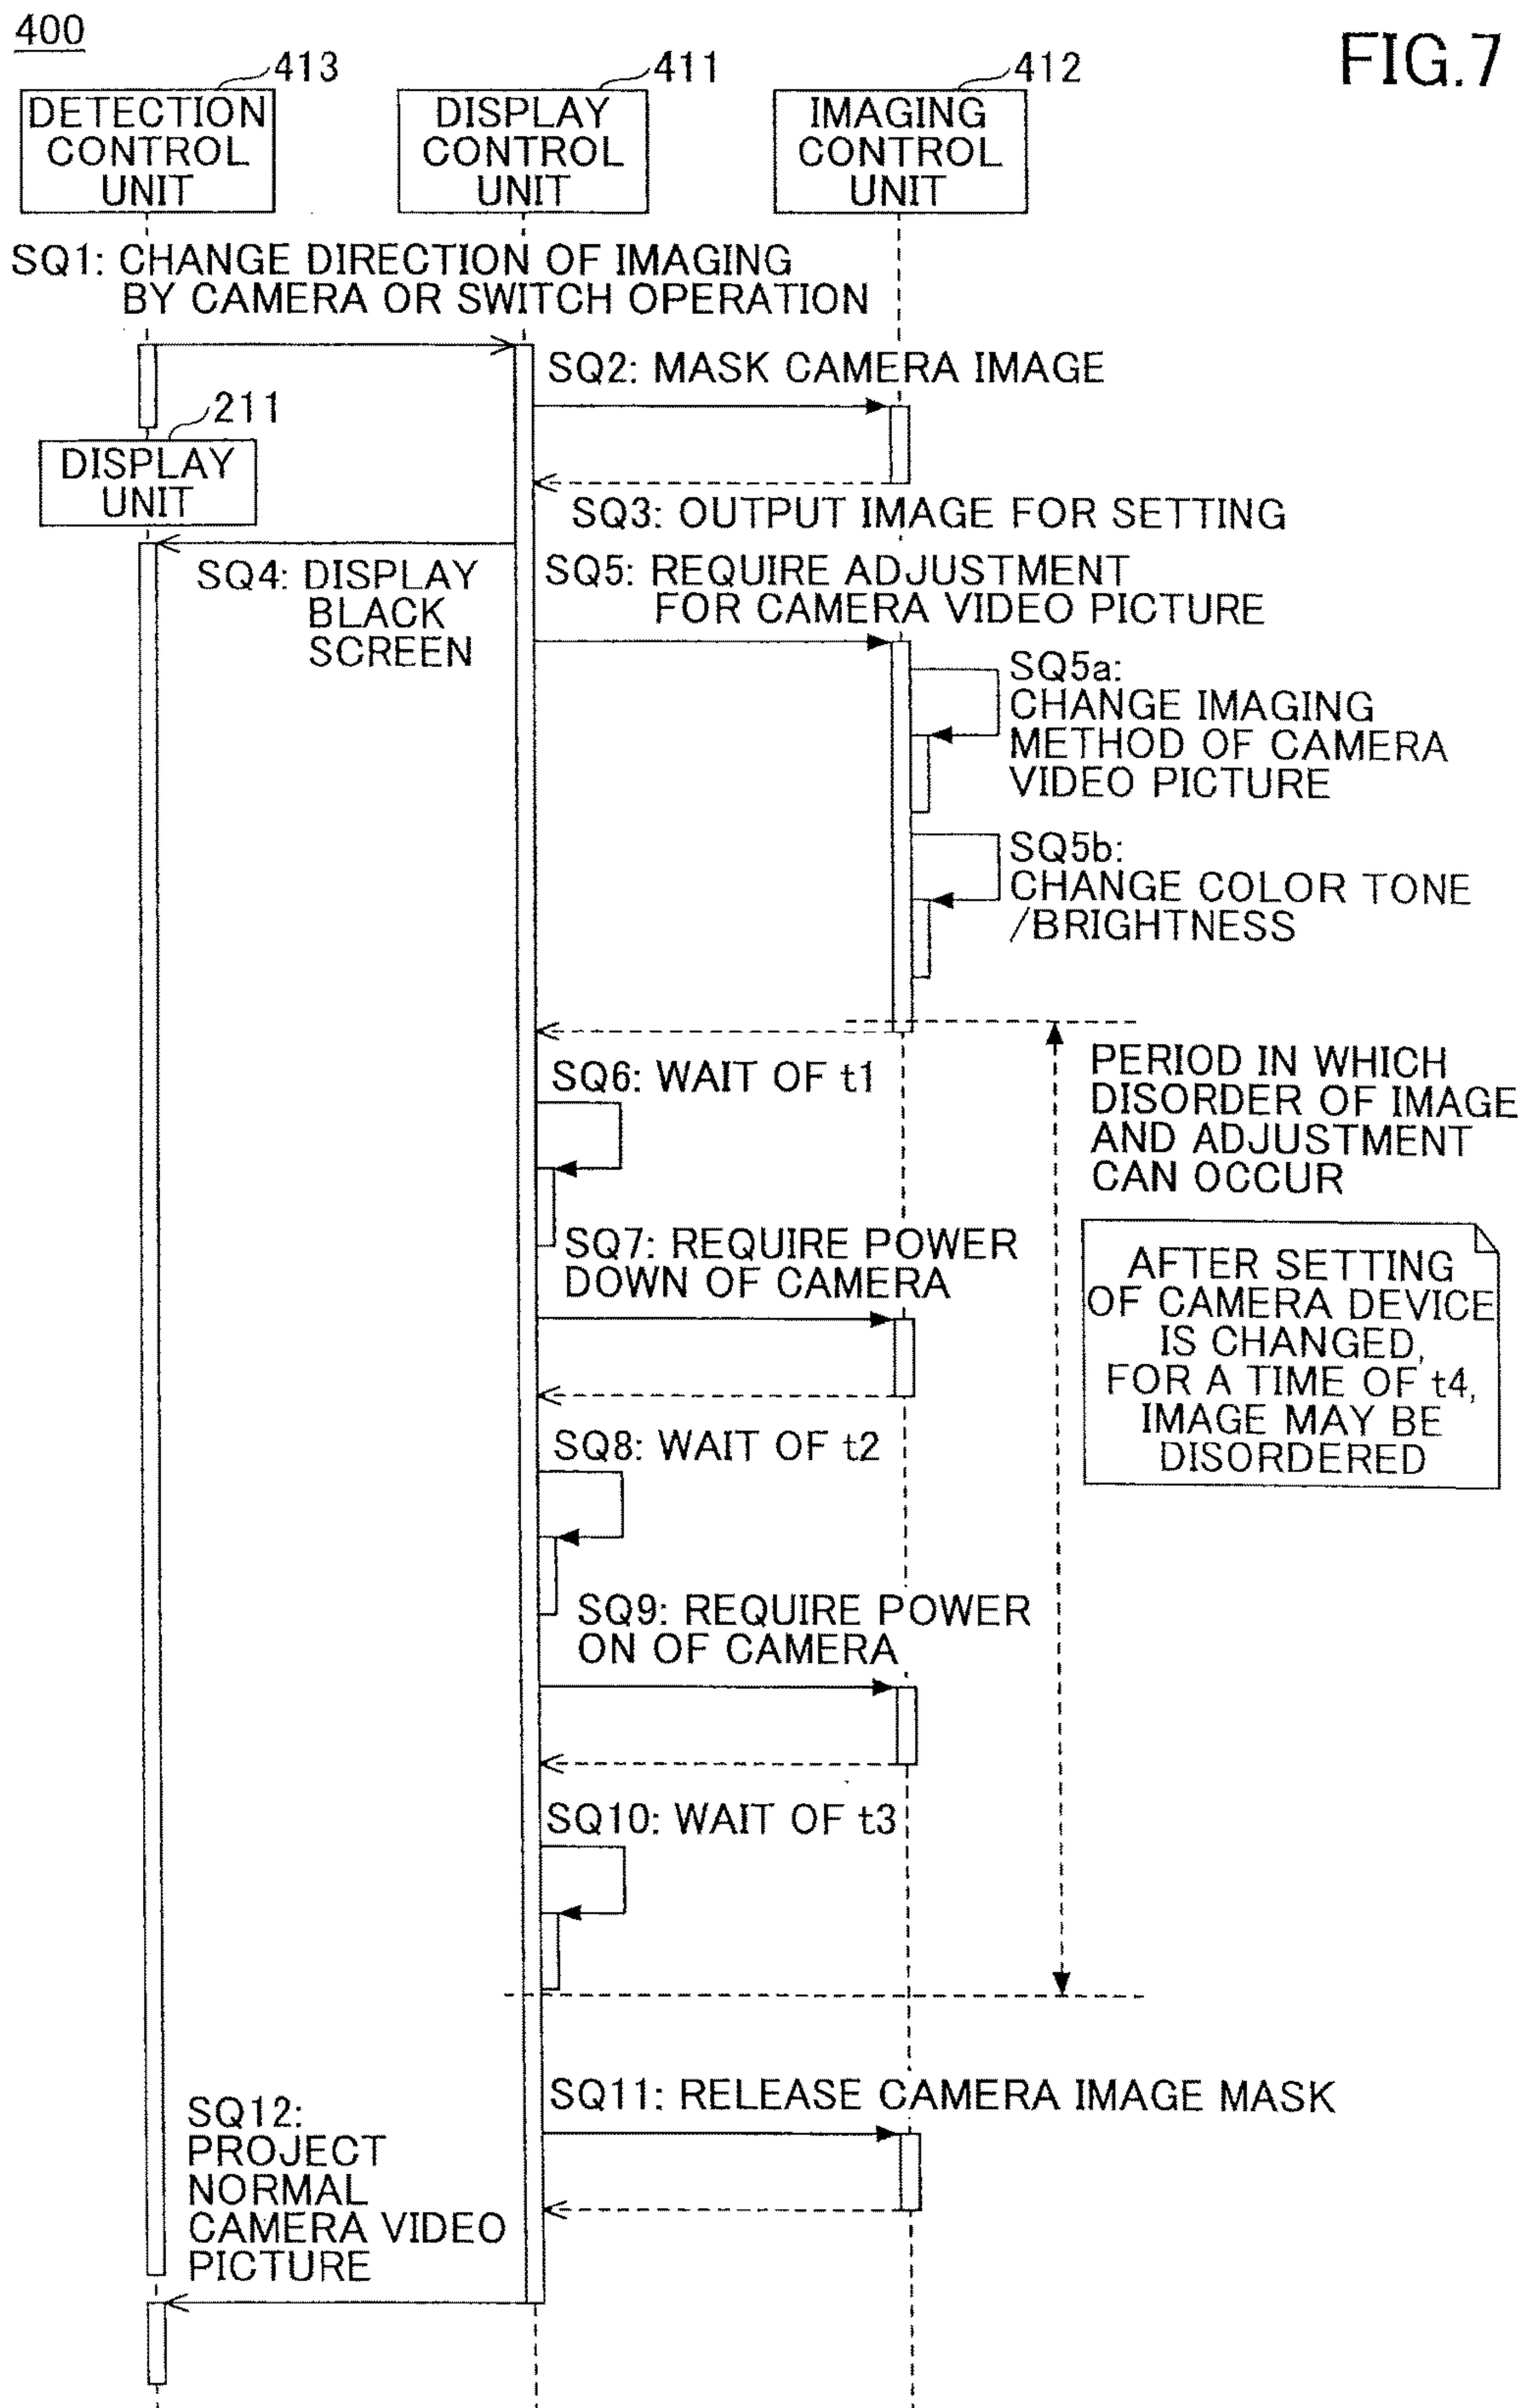 400
FIG.7
413
411
412
DETECTION
CONTROL
UNIT
DISPLAY
CONTROL
UNIT
IMAGING
CONTROL
UNIT
SQ1: CHANGE DIRECTION OF IMAGING
BY CAMERA OR SWITCH OPERATION
SQ2: MASK CAMERA IMAGE
211
DISPLAY
UNIT
SQ3: OUTPUT IMAGE FOR SETTING
SQ4: DISPLAY
BLACK
SCREEN
SQ5: REQUIRE ADJUSTMENT
FOR CAMERA VIDEO PICTURE
SQ5a:
CHANGE IMAGING
METHOD OF CAMERA
VIDEO PICTURE
SQ5b:
CHANGE COLOR TONE
/BRIGHTNESS
SQ6: WAIT OF t1
PERIOD IN WHICH
DISORDER OF IMAGE
AND ADJUSTMENT
CAN OCCUR
SQ7: REQUIRE POWER
DOWN OF CAMERA
AFTER SETTING
OF CAMERA DEVICE
IS CHANGED,
FOR A TIME OF t4,
IMAGE MAY BE
DISORDERED
SQ8: WAIT OF t2
SQ9: REQUIRE POWER
ON OF CAMERA
SQ10: WAIT OF t3
SQ11: RELEASE CAMERA IMAGE MASK
SQ12:
PROJECT
NORMAL
CAMERA VIDEO
PICTURE